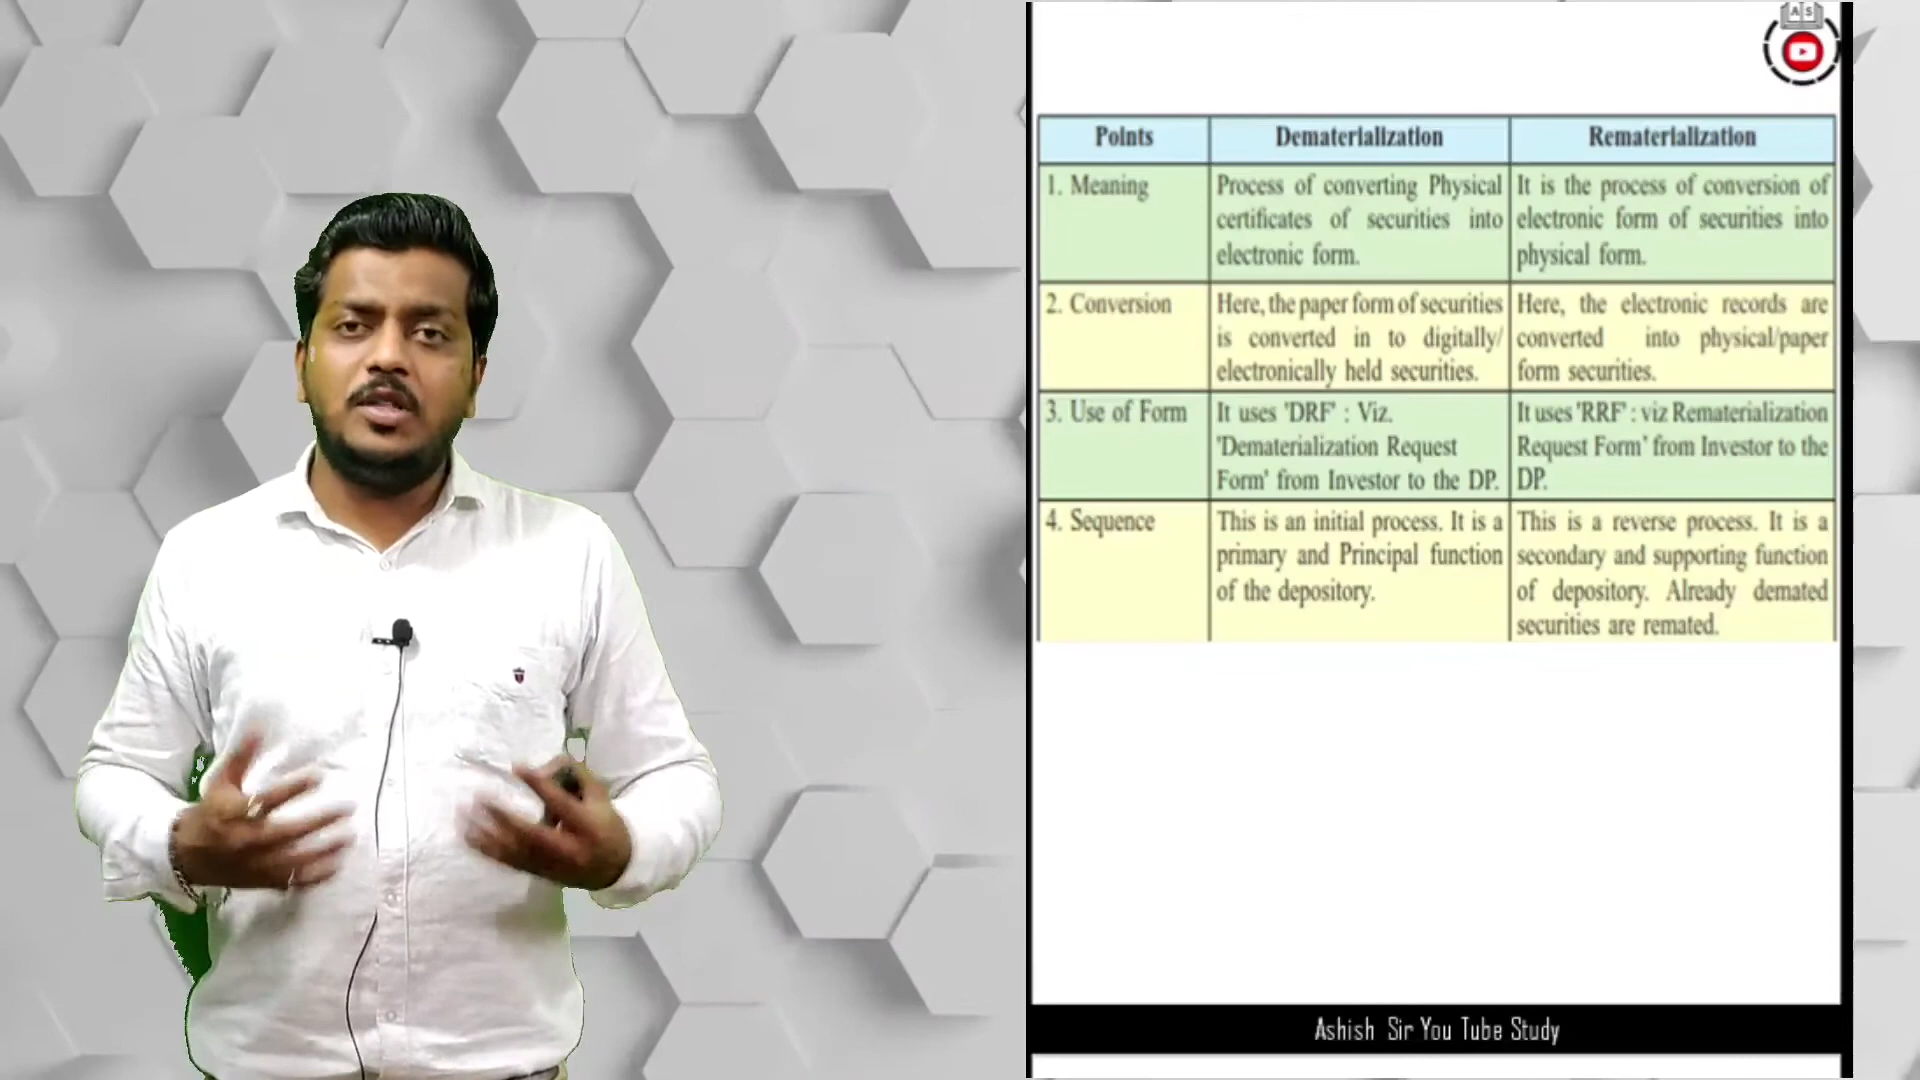 A S
Points Dematerialization Rematerialization
1. Meaning
Process of converting Physical
certificates of securities into
electronic form.
It is the process of conversion of
electronic form of securities into
physical form.
2. Conversion
Here, the paper form of securities
is converted in to digitally/
electronically held securities.
Here, the electronic records are
converted into physical/paper
form securities.
3. Use of Form
It uses 'DRF' : Viz.
'Dematerialization Request
Form' from Investor to the DP.
It uses 'RRF' : viz Rematerialization
Request Form' from Investor to the
DP.
4. Sequence
This is an initial process. It is a
primary and Principal function
of the depository.
This is a reverse process. It is a
secondary and supporting function
of depository. Already demated
securities are remated.
Ashish Sir You Tube Study